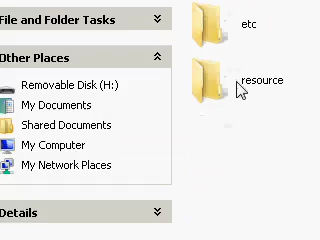 File and Folder Tasks
Other Places
Removable Disk (H:)
My Documents
Shared Documents
My Computer
My Network Places
Details
etc
resource